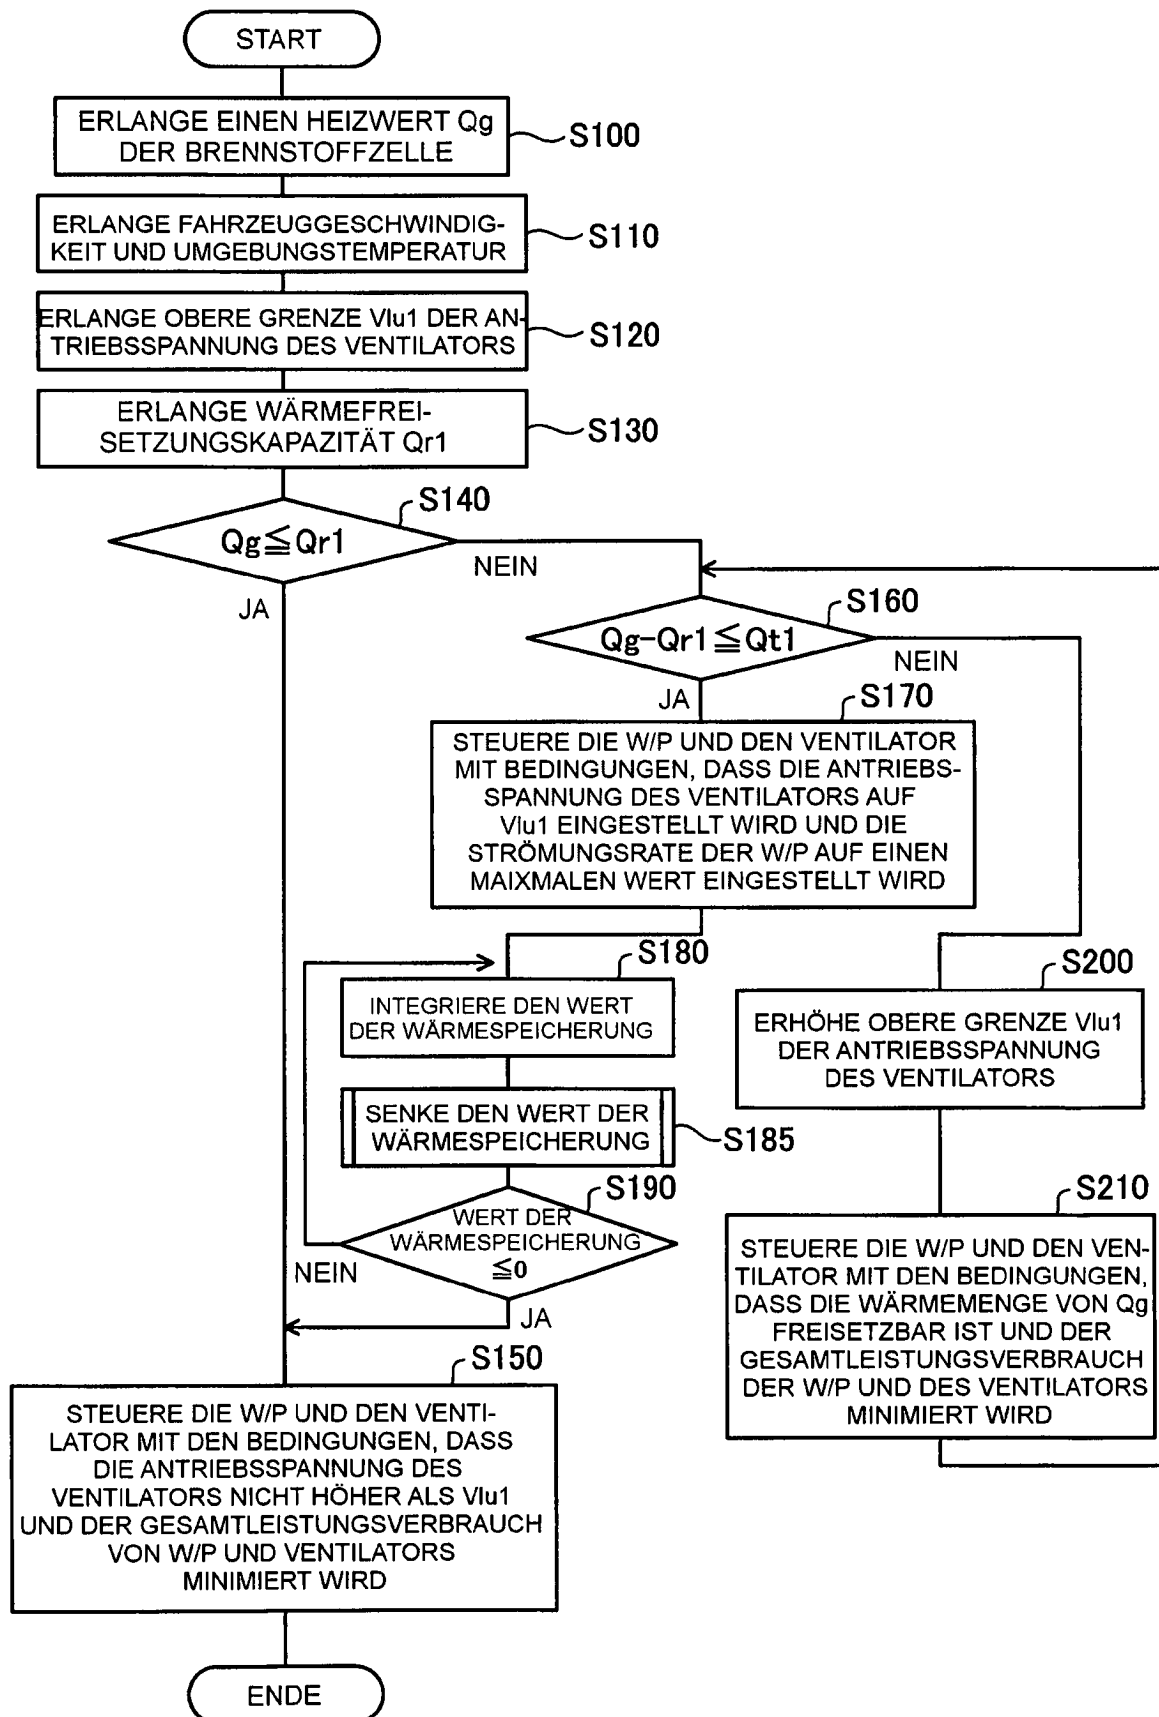 START
ERLANGE EINEN HEIZWERT Qg
DER BRENNSTOFFZELLE
S100
ERLANGE FAHRZEUGGESCHWINDIG-
KEIT UND UMGEBUNGSTEMPERATUR
S110
ERLANGE OBERE GRENZE Vlu1 DER AN-
TRIEBSSPANNUNG DES VENTILATORS
S120
ERLANGE WÄRMEFREI-
SETZUNGSKAPAZITÄT Qr1
S130
S140
Qg≦Qr1
NEIN
JA
S160
Qg-Qr1≦Qt1
NEIN
JA
S170
STEUERE DIE W/P UND DEN VENTILATOR
MIT BEDINGUNGEN, DASS DIE ANTRIEBS-
SPANNUNG DES VENTILATORS AUF
Vlu1 EINGESTELLT WIRD UND DIE
STRÖMUNGSRATE DER W/P AUF EINEN
MAIXMALEN WERT EINGESTELLT WIRD
S180
INTEGRIERE DEN WERT
DER WÄRMESPEICHERUNG
SENKE DEN WERT DER
WÄRMESPEICHERUNG
S185
S190
WERT DER
WÄRMESPEICHERUNG
≦0
NEIN
JA
S200
ERHÖHE OBERE GRENZE Vlu1
DER ANTRIEBSSPANNUNG
DES VENTILATORS
S210
STEUERE DIE W/P UND DEN VEN-
TILATOR MIT DEN BEDINGUNGEN,
DASS DIE WÄRMEMENGE VON Qg
FREISETZBAR IST UND DER
GESAMTLEISTUNGSVERBRAUCH
DER W/P UND DES VENTILATORS
MINIMIERT WIRD
S150
STEUERE DIE W/P UND DEN VENTI-
LATOR MIT DEN BEDINGUNGEN, DASS
DIE ANTRIEBSSPANNUNG DES
VENTILATORS NICHT HÖHER ALS Vlu1
UND DER GESAMTLEISTUNGSVERBRAUCH
VON W/P UND VENTILATORS
MINIMIERT WIRD
ENDE